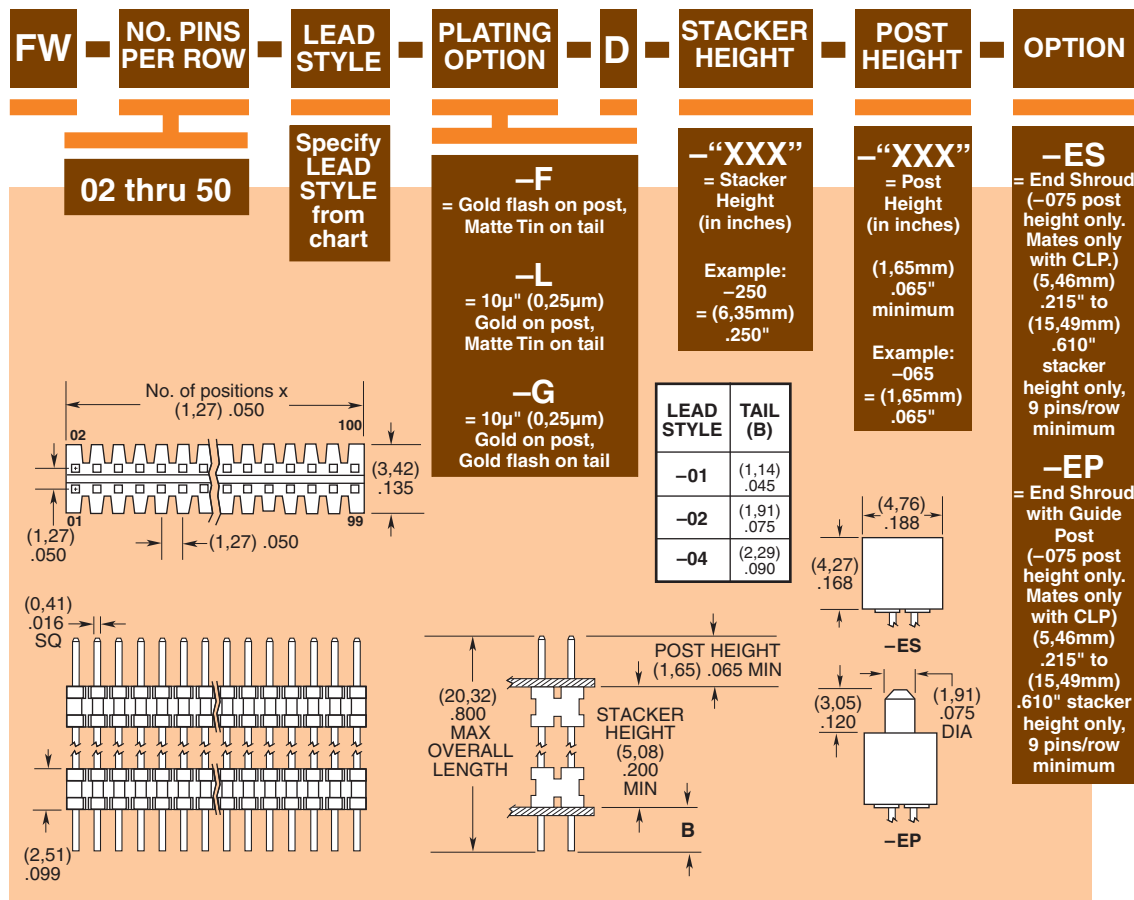 FW – NO. PINS PER ROW – LEAD STYLE – PLATING OPTION – D – STACKER HEIGHT – POST HEIGHT – OPTION
02 thru 50
Specify
LEAD
STYLE
from
chart
–F
= Gold flash on post,
Matte Tin on tail
–L
= 10µ" (0,25µm)
Gold on post,
Matte Tin on tail
–G
= 10µ" (0,25µm)
Gold on post,
Gold flash on tail
–“XXX”
= Stacker
Height
(in inches)
Example:
–250
= (6,35mm)
.250"
–“XXX”
= Post
Height
(in inches)
(1,65mm)
.065"
minimum
Example:
–065
= (1,65mm)
.065"
–ES
= End Shroud
(–075 post
height only.
Mates only
with CLP.)
(5,46mm)
.215" to
(15,49mm)
.610"
stacker
height only,
9 pins/row
minimum
–EP
= End Shroud
with Guide
Post
(–075 post
height only.
Mates only
with CLP)
(5,46mm)
.215" to
(15,49mm)
.610" stacker
height only,
9 pins/row
minimum
No. of positions x
(1,27) .050
02
100
01
99
(3,42)
.135
(1,27)
.050
(1,27) .050
LEAD STYLE TAIL (B)
–01 (1,14) .045
–02 (1,91) .075
–04 (2,29) .090
(4,76)
.188
(4,27)
.168
–ES
(0,41)
.016
SQ
(2,51)
.099
(20,32)
.800
MAX
OVERALL
LENGTH
POST HEIGHT
(1,65) .065 MIN
STACKER
HEIGHT
(5,08)
.200
MIN
B
(3,05)
.120
(1,91)
.075
DIA
–EP